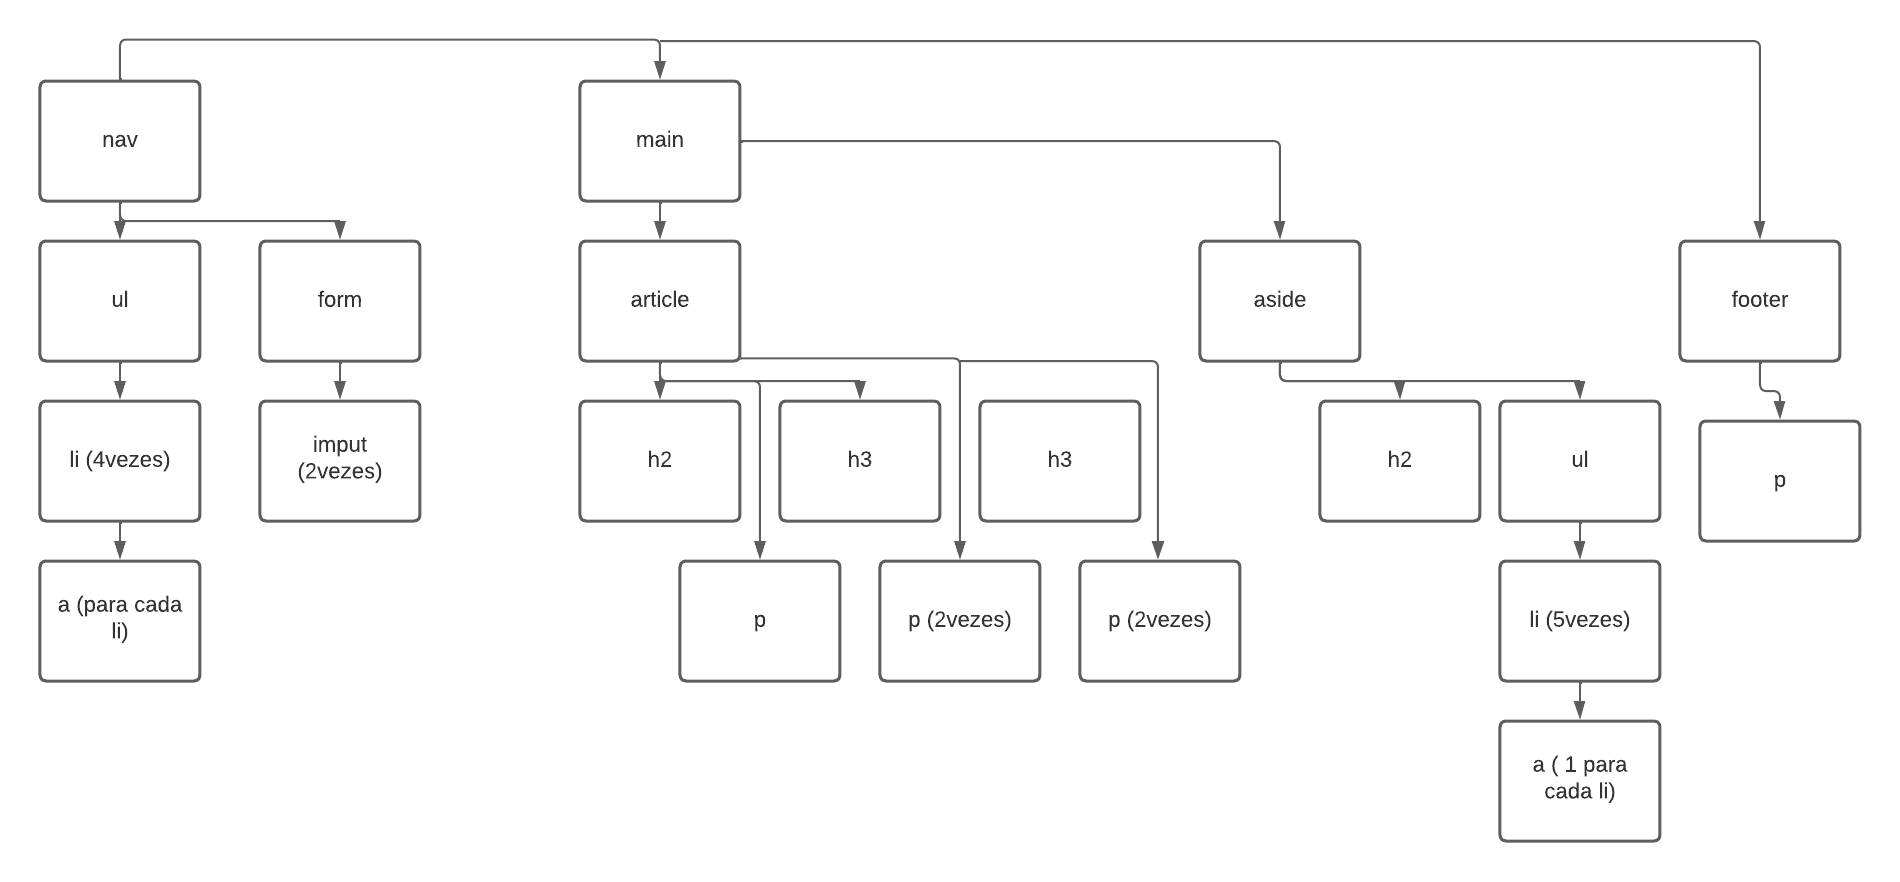 nav
main
ul
form
article
aside
footer
li (4vezes)
imput
(2vezes)
h2
h3
h3
h2
ul
p
a (para cada
li)
p
p (2vezes)
p (2vezes)
li (5vezes)
a ( 1 para
cada li)